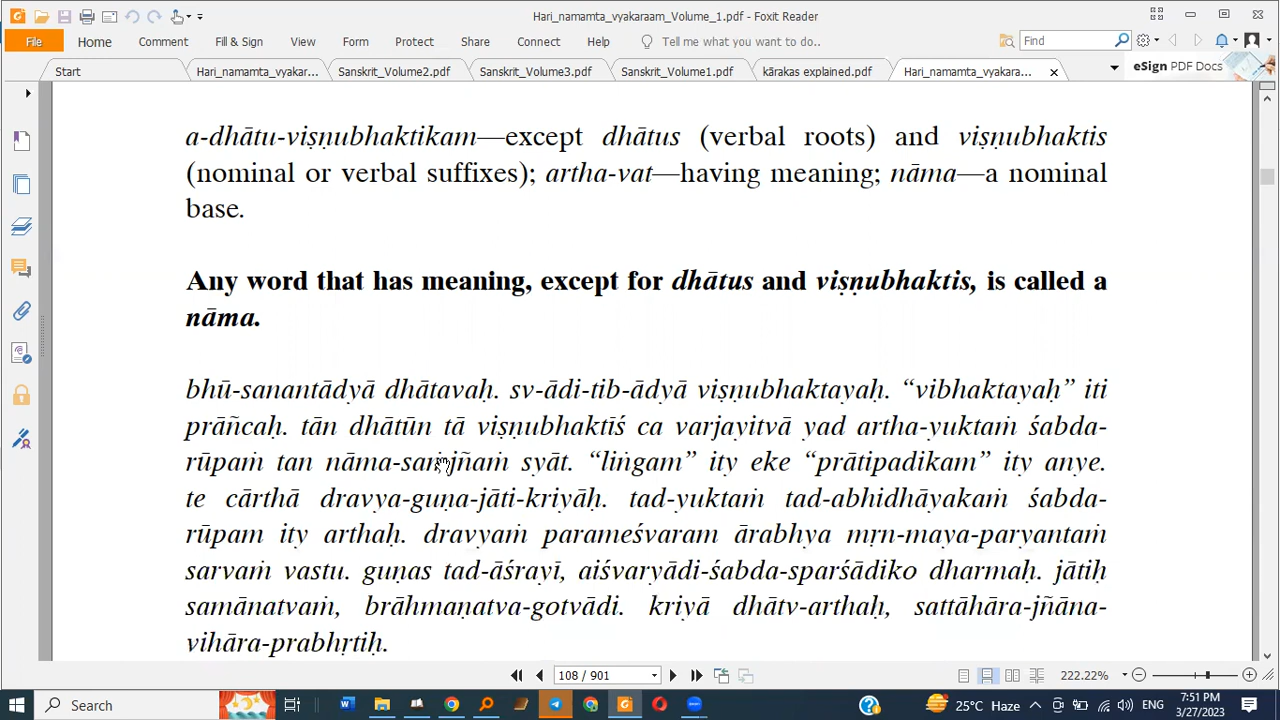 Hari_namamta_vyakaraam_Volume_1.pdf - Foxit Reader
File Home Comment Fill & Sign View Form Protect Share Connect Help Tell me what you want to do.. Find
Start Hari_namamta_vyakar... Sanskrit_Volume2.pdf Sanskrit_Volume3.pdf Sanskrit_Volume1.pdf kārakas explained.pdf Hari_namamta_vyakara... eSign PDF Docs
a-dhātu-viṣṇubhaktikam—except dhātus (verbal roots) and viṣṇubhaktis
(nominal or verbal suffixes); artha-vat—having meaning; nāma—a nominal
base.
Any word that has meaning, except for dhātus and viṣṇubhaktis, is called a
nāma.
bhū-sanantādyā dhātavaḥ. sv-ādi-tib-ādyā viṣṇubhaktayaḥ. “vibhaktayaḥ” iti
prāñcaḥ. tān dhātūn tā viṣṇubhaktīś ca varjayitvā yad artha-yuktaṁ śabda-
rūpaṁ tan nāma-saṁjñaṁ syāt. “liṅgam” ity eke “prātipadikam” ity anye.
te cārthā dravya-guṇa-jāti-kriyāḥ. tad-yuktaṁ tad-abhidhāyakaṁ śabda-
rūpam ity arthaḥ. dravyaṁ parameśvaram ārabhya mṛn-maya-paryantaṁ
sarvaṁ vastu. guṇas tad-āśrayī, aiśvaryādi-śabda-sparśādiko dharmaḥ. jātiḥ
samānatvaṁ, brāhmaṇatva-gotvādi. kriyā dhātv-arthaḥ, sattāhāra-jñāna-
vihāra-prabhṛtiḥ.
108 / 901 222.22%
Search 25°C Haze 7:51 PM
3/27/2023